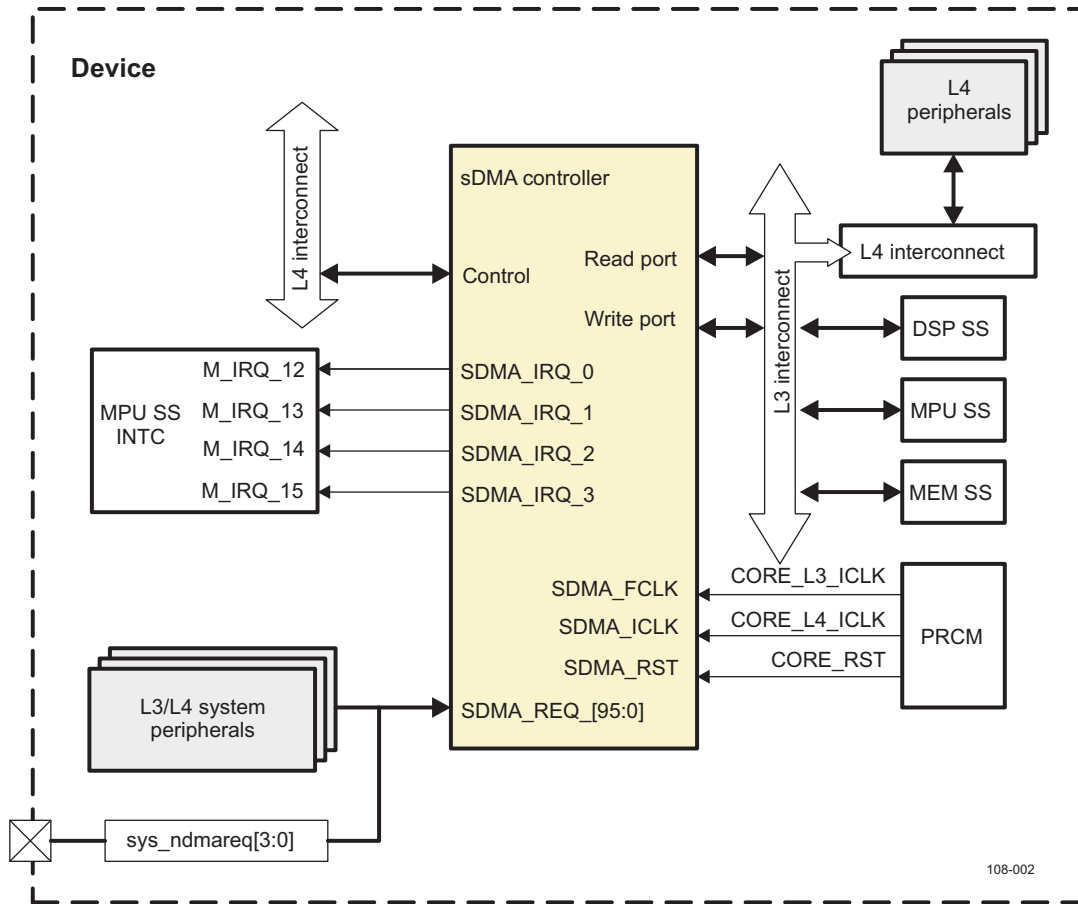 Device
L4
peripherals
L4 interconnect
sDMA controller
Read port
L4 interconnect
Control
Write port
L3 interconnect
DSP SS
M_IRQ_12
SDMA_IRQ_0
MPU SS
INTC
M_IRQ_13
SDMA_IRQ_1
MPU SS
M_IRQ_14
SDMA_IRQ_2
M_IRQ_15
SDMA_IRQ_3
MEM SS
SDMA_FCLK
CORE_L3_ICLK
SDMA_ICLK
CORE_L4_ICLK
PRCM
SDMA_RST
CORE_RST
L3/L4 system
peripherals
SDMA_REQ_[95:0]
sys_ndmareq[3:0]
108-002